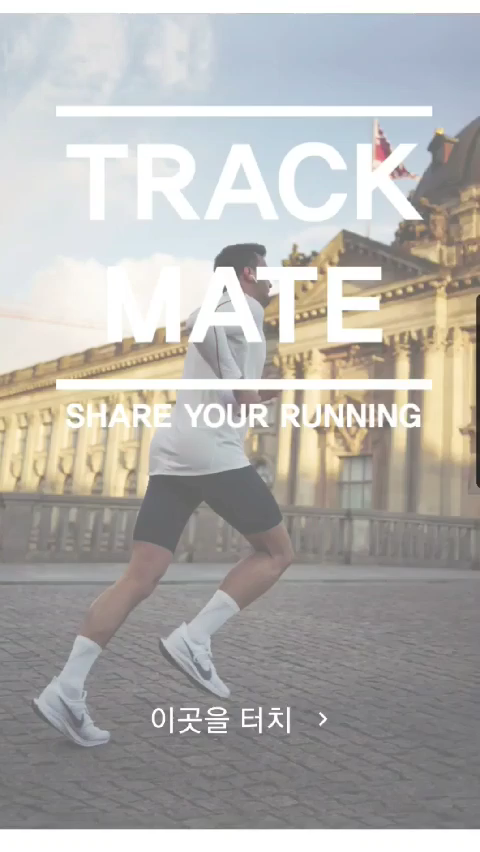 TRACK
MATE
SHARE YOUR RUNNING
이곳을 터치 >